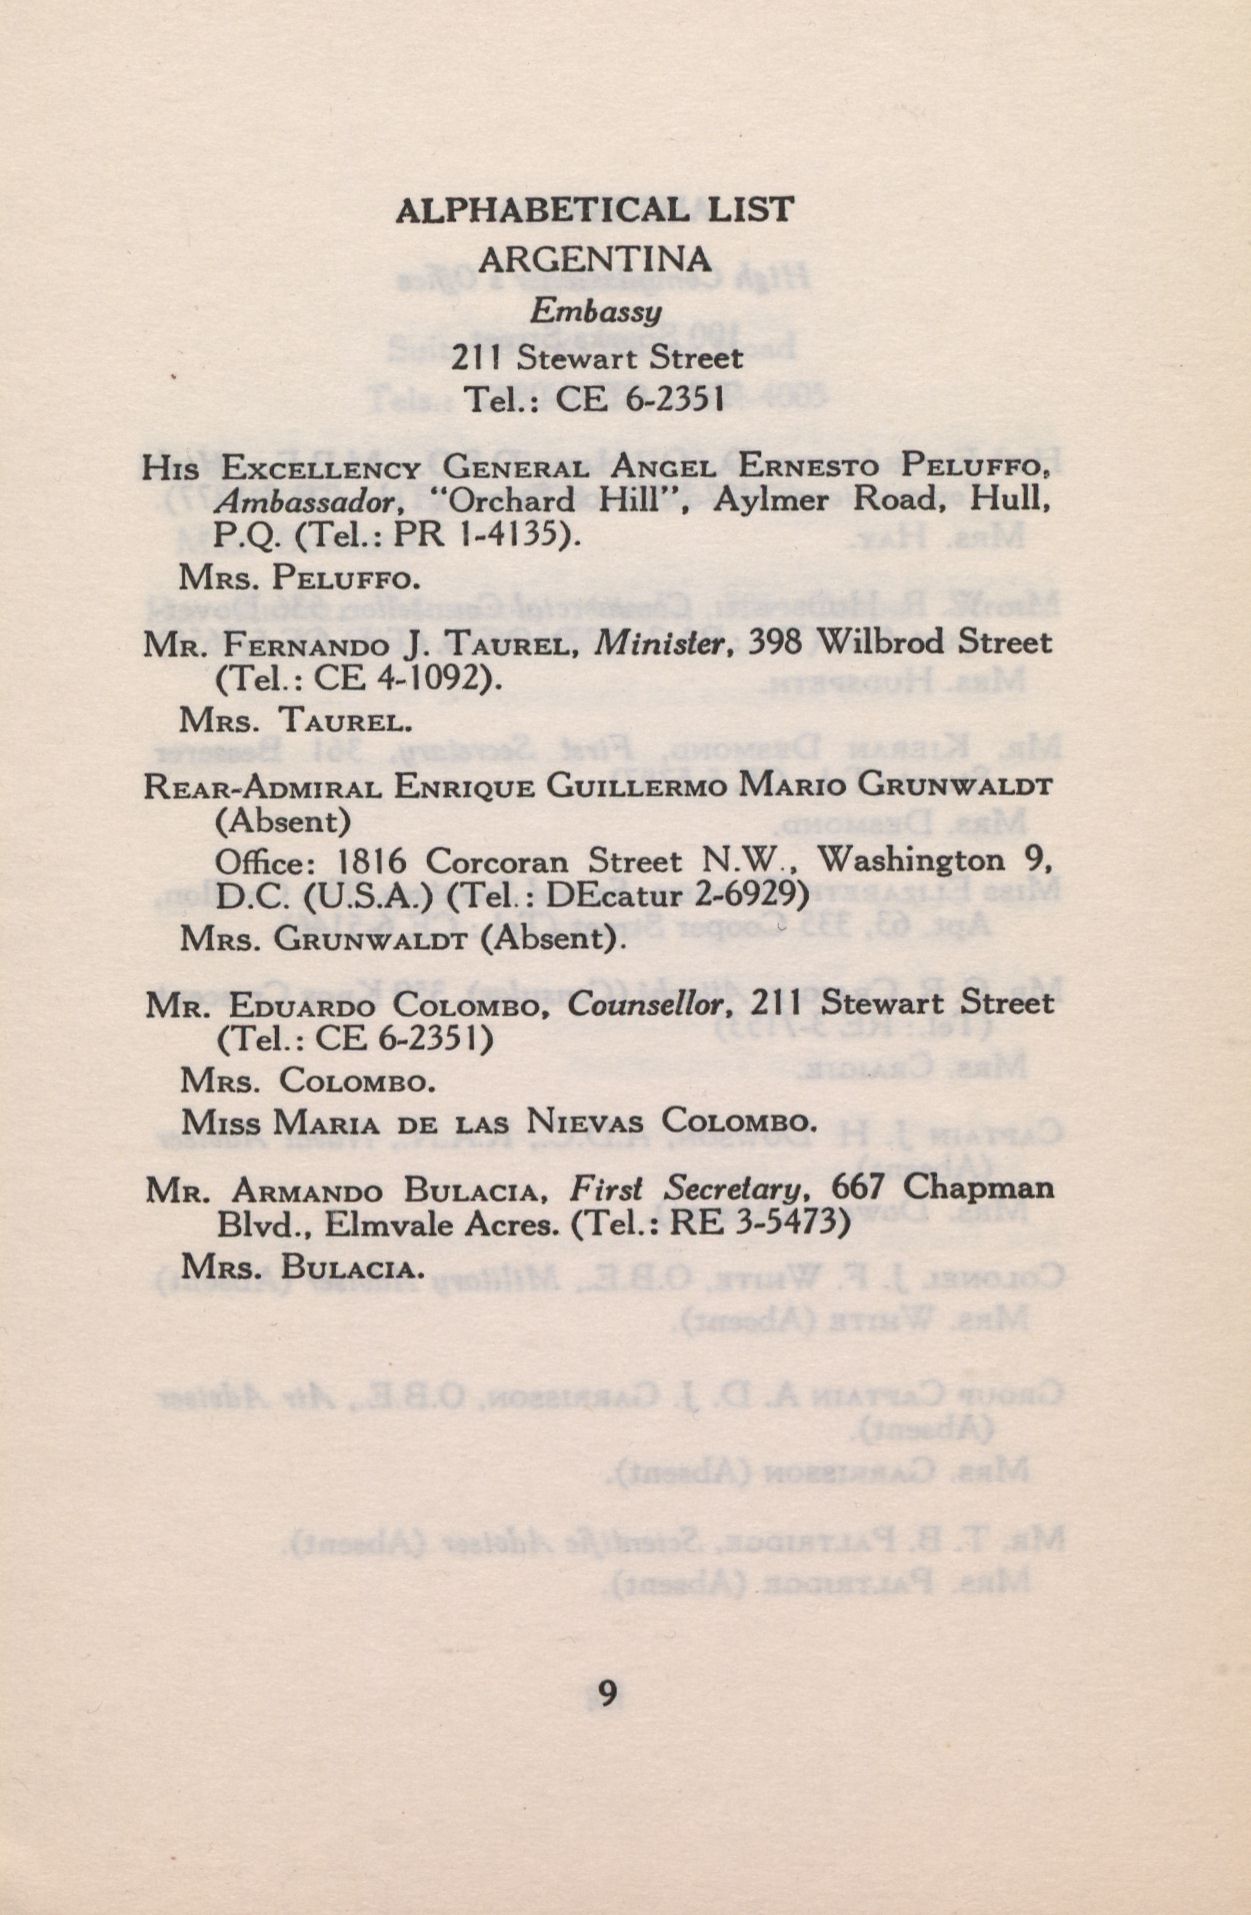 ALPHABETICAL LIST
ARGENTINA
Embassy
211 Stewart Street
Tel.: CE 6-2351
His Excellency General Angel Ernesto Peluffo,
Ambassador, "Orchard Hill", Aylmer Road, Hull,
P.Q. (Tel.: PR 1-4135).
Mrs. Peluffo.
Mr. Fernando J. Taurel, Minister, 398 Wilbrod Street
(Tel.: CE 4-1092).
Mrs. Taurel.
Rear-Admiral Enrique Guillermo Mario Grunwaldt
(Absent)
Office: 1816 Corcoran Street N.W., Washington 9,
D.C. (U.S.A.) (Tel.: DEcatur 2-6929)
Mrs. Grunwaldt (Absent).
Mr. Eduardo Colombo, Counsellor, 211 Stewart Street
(Tel.: CE 6-2351)
Mrs. Colombo.
Miss Maria de las Nievas Colombo.
Mr. Armando Bulacia, First Secretary, 667 Chapman
Blvd., Elmvale Acres. (Tel.: RE 3-5473)
Mrs. Bulacia.
9